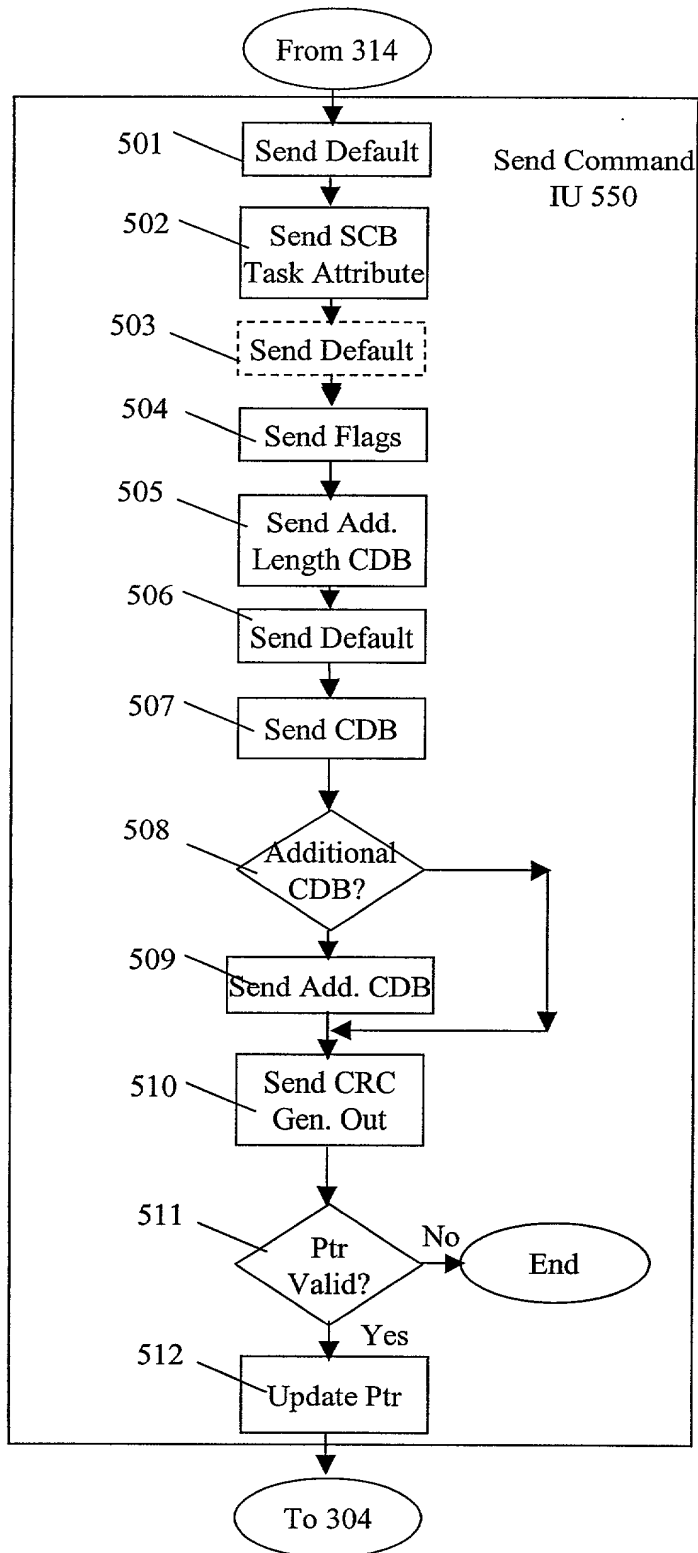 From 314
501
Send Default
Send Command
IU 550
502
Send SCB
Task Attribute
503
Send Default
504
Send Flags
505
Send Add.
Length CDB
506
Send Default
507
Send CDB
508
Additional
CDB?
509
Send Add. CDB
510
Send CRC
Gen. Out
511
Ptr
Valid?
No
End
Yes
512
Update Ptr
To 304